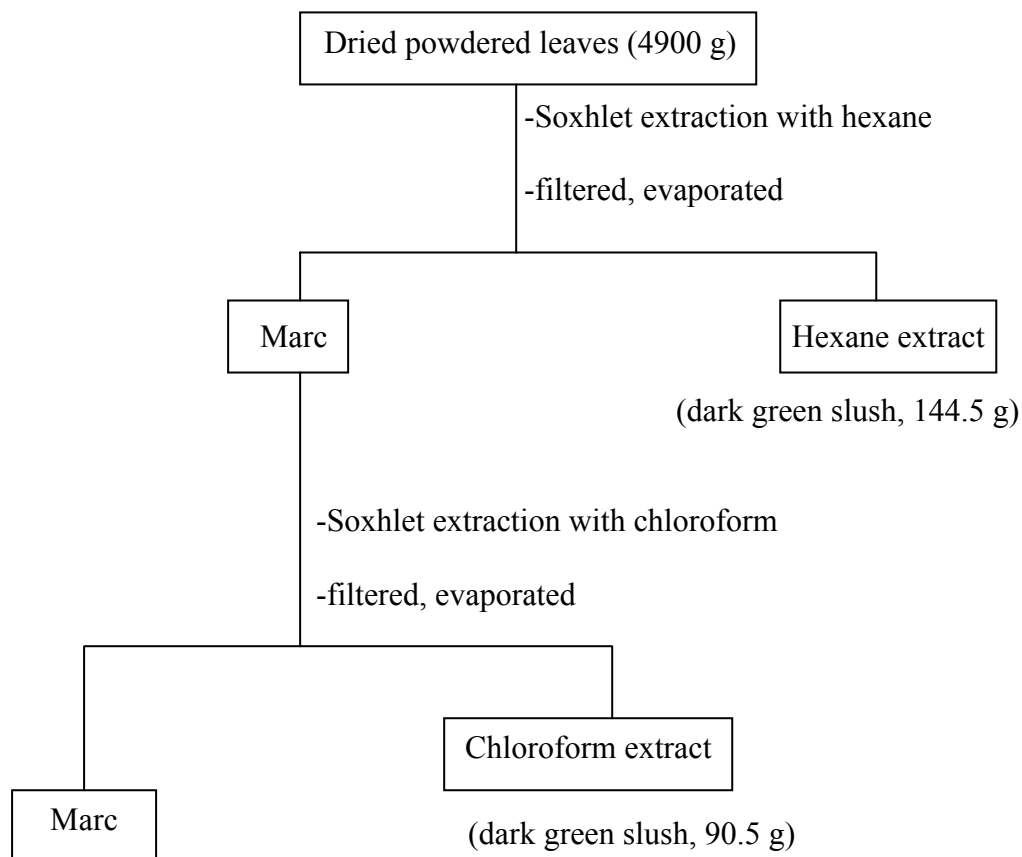 Dried powdered leaves (4900 g)
-Soxhlet extraction with hexane
-filtered, evaporated
Marc
Hexane extract
(dark green slush, 144.5 g)
-Soxhlet extraction with chloroform
-filtered, evaporated
Chloroform extract
Marc
(dark green slush, 90.5 g)